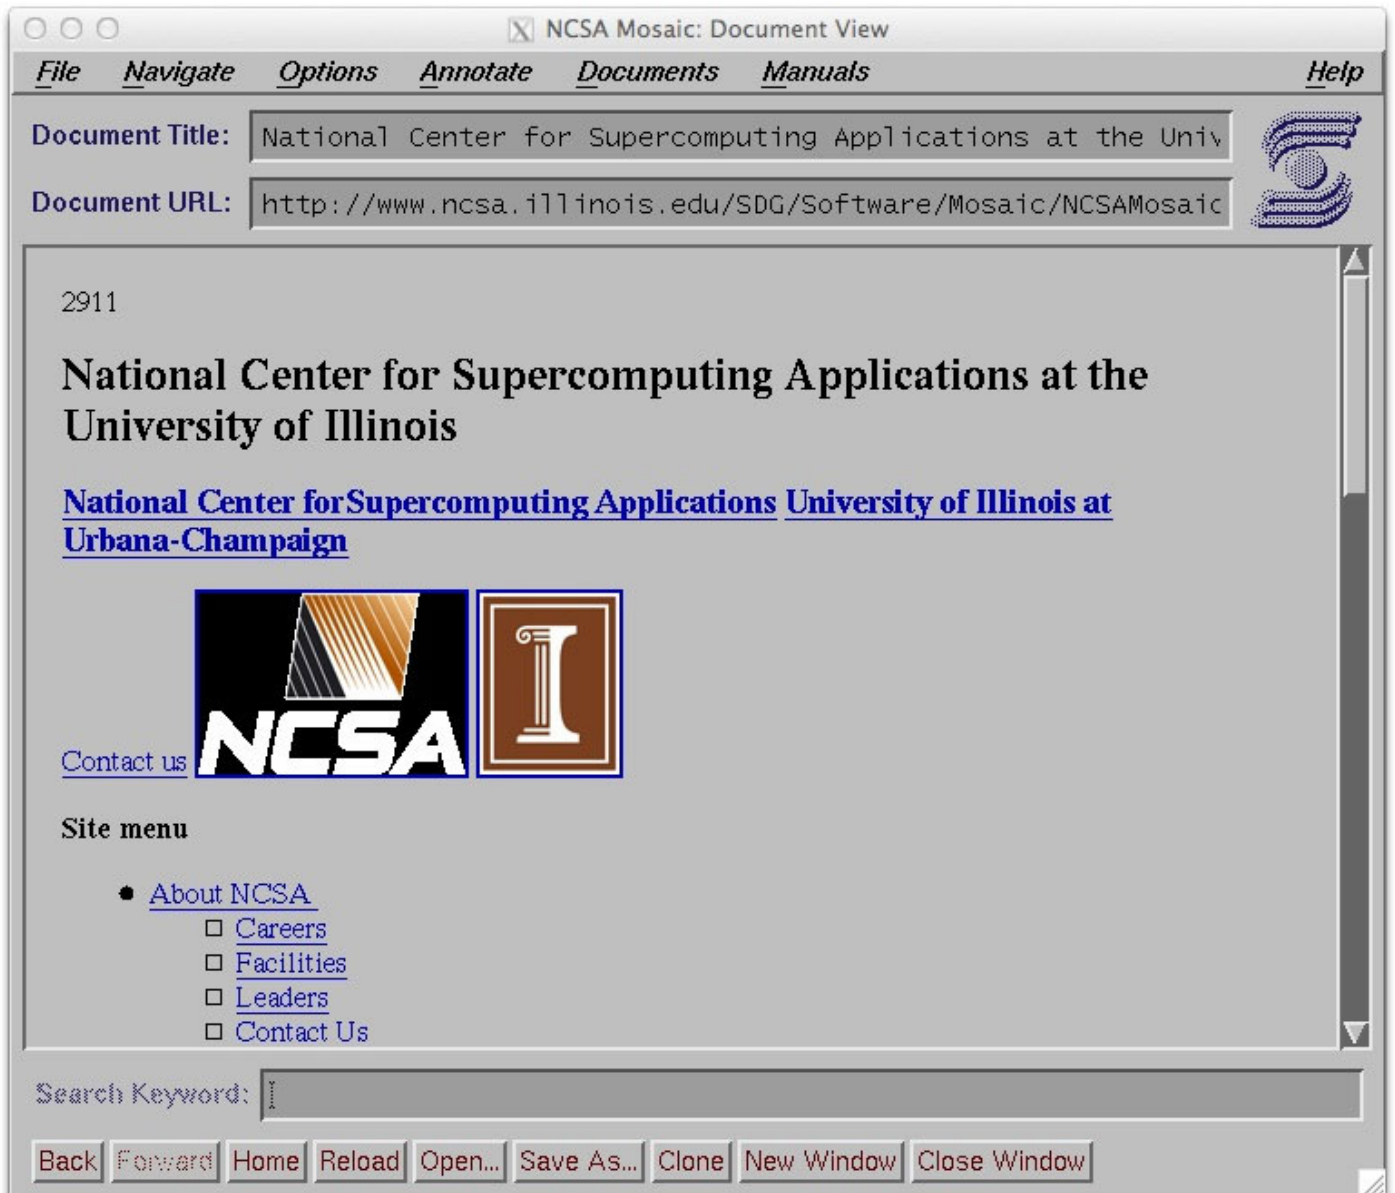 NCSA Mosaic: Document View
File Navigate Options Annotate Documents Manuals Help
Document Title: National Center for Supercomputing Applications at the Univ
Document URL: http://www.ncsa.illinois.edu/SDG/Software/Mosaic/NCSAMosaic
2911
National Center for Supercomputing Applications at the
University of Illinois
National Center for Supercomputing Applications University of Illinois at
Urbana-Champaign
Contact us NCSA I
Site menu
About NCSA
Careers
Facilities
Leaders
Contact Us
Search Keyword:
Back Forward Home Reload Open... Save As... Clone New Window Close Window